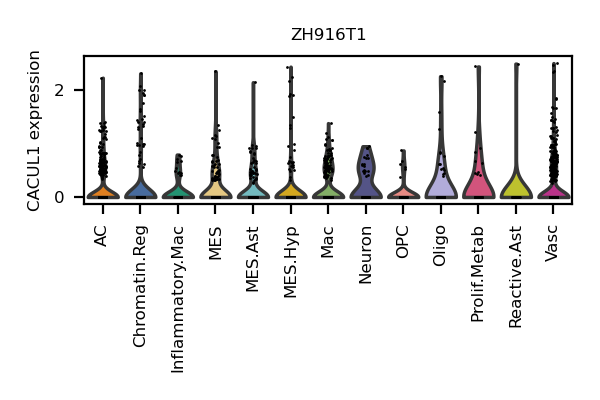 ZH916T1
CACUL1 expression
2
0
AC
Chromatin.Reg
Inflammatory.Mac
MES
MES.Ast
MES.Hyp
Mac
Neuron
OPC
Oligo
Prolif.Metab
Reactive.Ast
Vasc